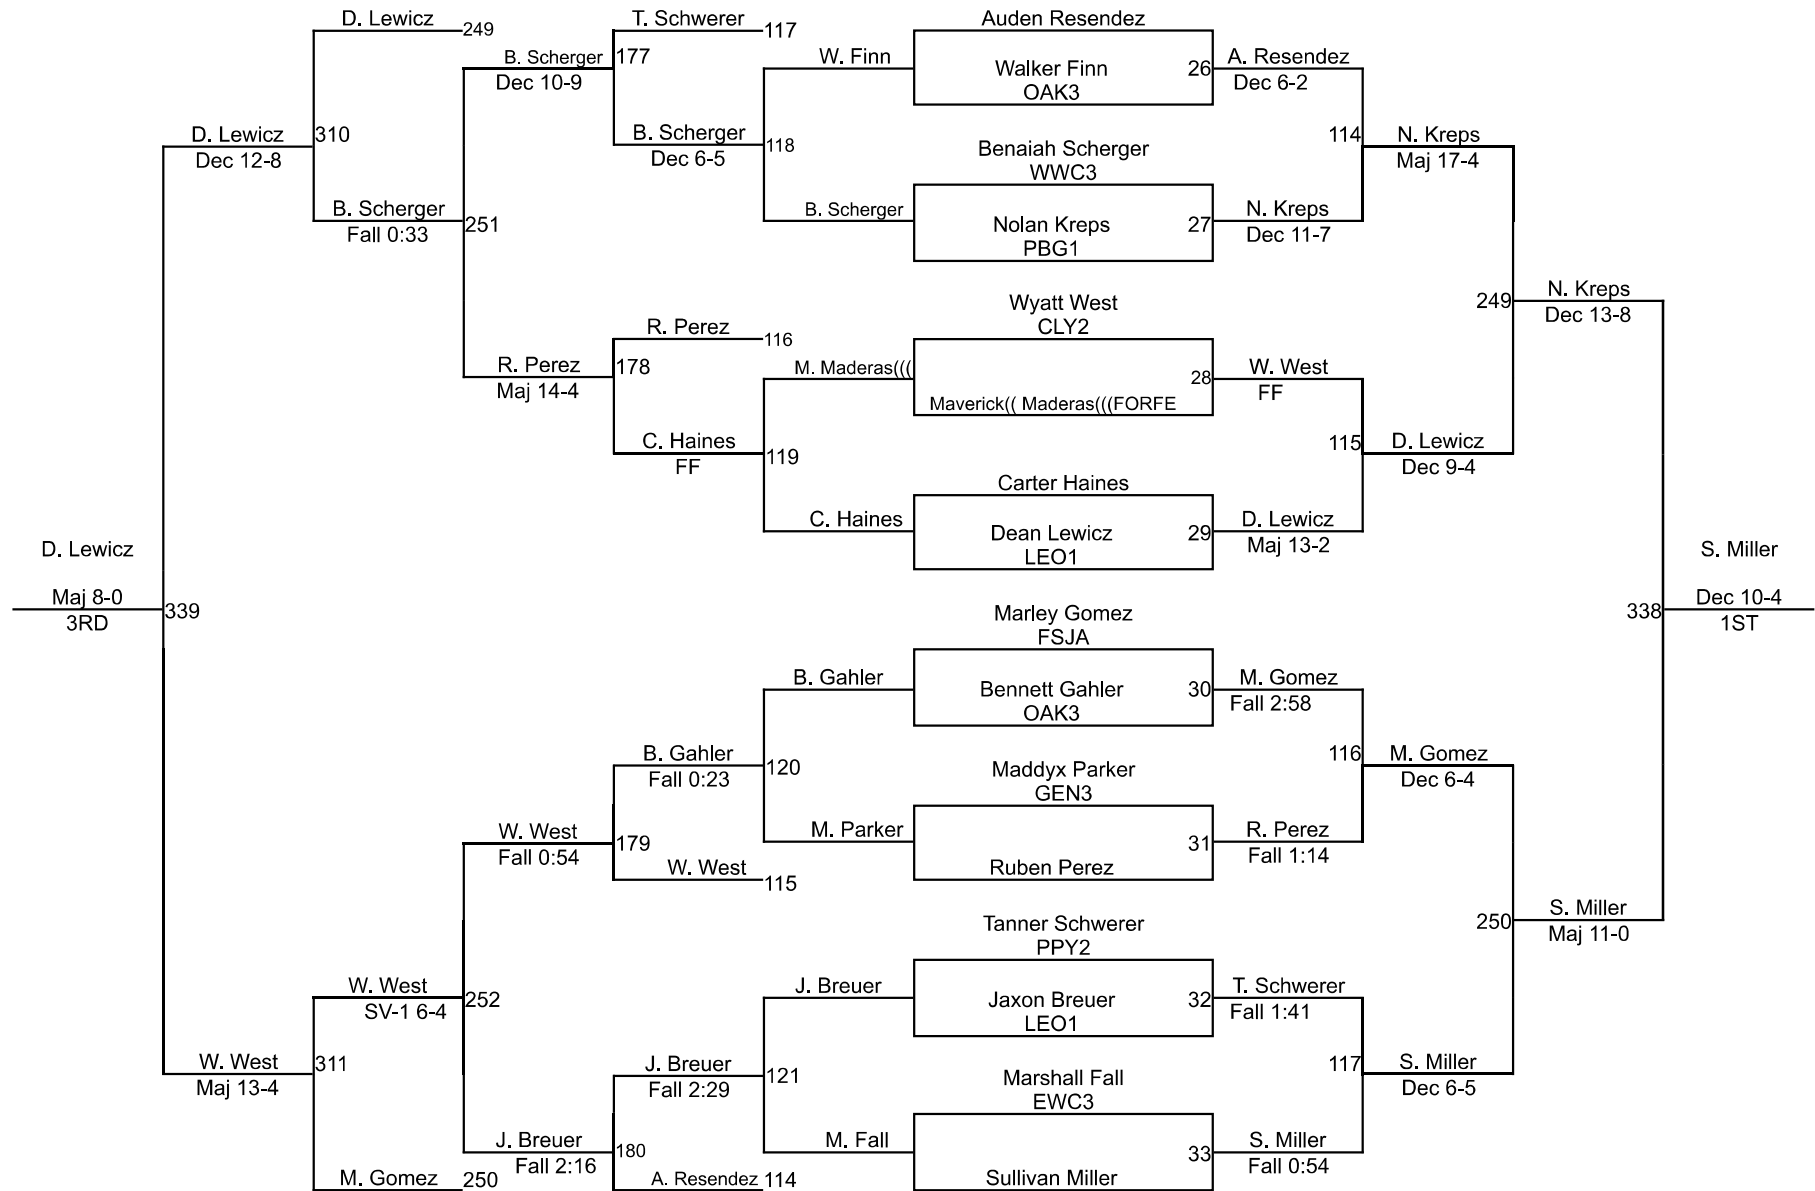 D. Lewicz
249
T. Schwerer
117
Auden Resendez
B. Scherger
177
Dec 10-9
W. Finn
Walker Finn
26
OAK3
A. Resendez
Dec 6-2
D. Lewicz
310
Dec 12-8
B. Scherger
118
Dec 6-5
Benaiah Scherger
WWC3
114
N. Kreps
Maj 17-4
B. Scherger
251
Fall 0:33
B. Scherger
Nolan Kreps
27
PBG1
N. Kreps
Dec 11-7
Wyatt West
CLY2
249
N. Kreps
Dec 13-8
R. Perez
116
R. Perez
178
Maj 14-4
M. Maderas(((
28
Maverick(( Maderas(((FORFE
W. West
FF
C. Haines
119
FF
115
D. Lewicz
Dec 9-4
Carter Haines
C. Haines
Dean Lewicz
29
LEO1
D. Lewicz
Maj 13-2
D. Lewicz
Maj 8-0
339
3RD
S. Miller
338
Dec 10-4
1ST
Marley Gomez
FSJA
B. Gahler
Bennett Gahler
30
OAK3
M. Gomez
Fall 2:58
B. Gahler
120
Fall 0:23
Maddyx Parker
GEN3
116
M. Gomez
Dec 6-4
W. West
179
Fall 0:54
M. Parker
31
Ruben Perez
R. Perez
Fall 1:14
W. West
115
Tanner Schwerer
PPY2
250
S. Miller
Maj 11-0
W. West
252
SV-1 6-4
J. Breuer
Jaxon Breuer
32
LEO1
T. Schwerer
Fall 1:41
W. West
311
Maj 13-4
J. Breuer
121
Fall 2:29
Marshall Fall
EWC3
117
S. Miller
Dec 6-5
J. Breuer
180
Fall 2:16
M. Fall
33
Sullivan Miller
S. Miller
Fall 0:54
M. Gomez
250
A. Resendez
114